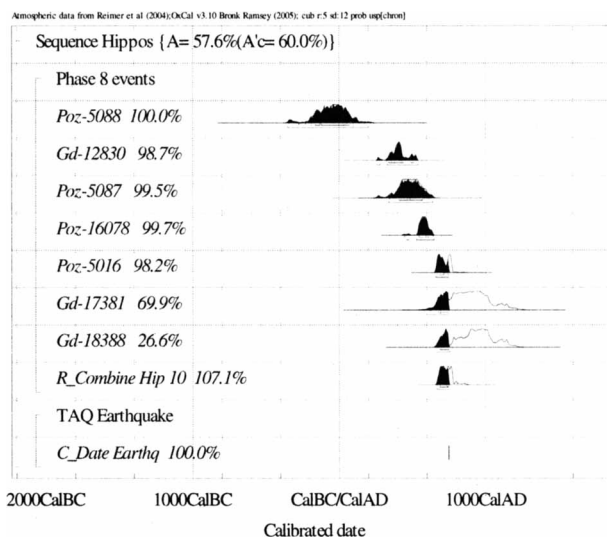 Atmospheric data from Reimer et al (2004);OxCal v3.10 Bronk Ramsey (2005); cub r:5 sd:12 prob usp[chron]
Sequence Hippos {A= 57.6%(A'c= 60.0%)}
Phase 8 events
Poz-5088 100.0%
Gd-12830 98.7%
Poz-5087 99.5%
Poz-16078 99.7%
Poz-5016 98.2%
Gd-17381 69.9%
Gd-18388 26.6%
R_Combine Hip 10 107.1%
TAQ Earthquake
C_Date Earthq 100.0%
2000CalBC 1000CalBC CalBC/CalAD 1000CalAD
Calibrated date